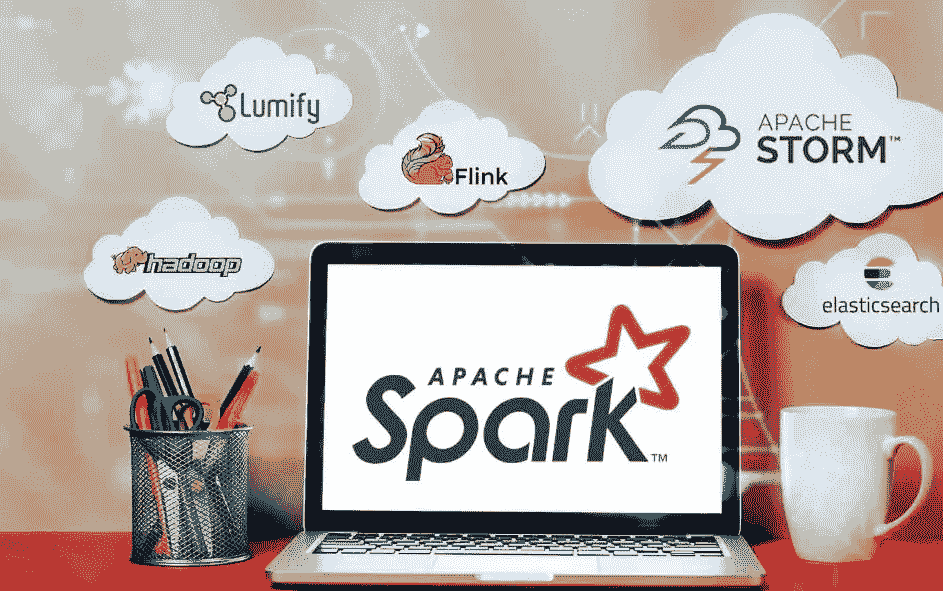 Lumify
Flink
APACHE
STORM™
hadoop
elasticsearch
APACHE
Spark™